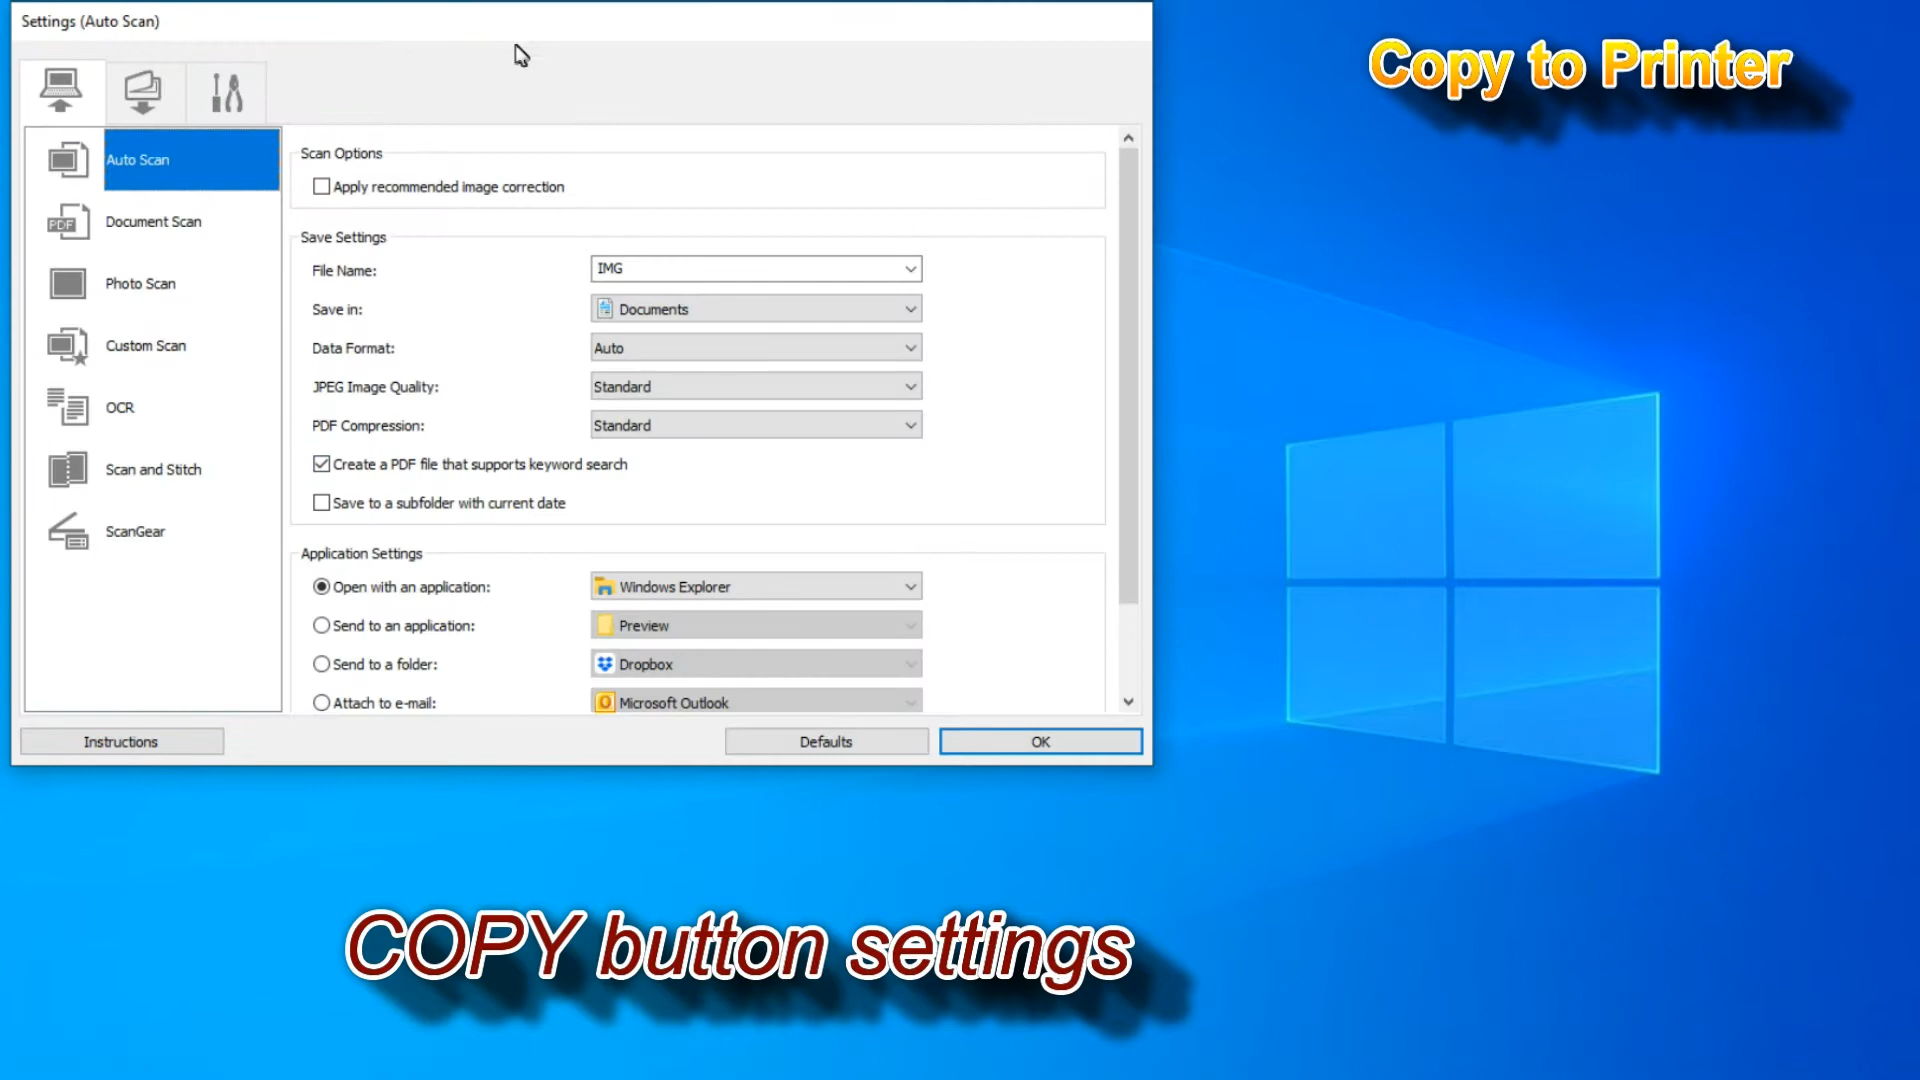 Settings (Auto Scan)
Copy to Printer
Auto Scan
PDF Document Scan
Photo Scan
Custom Scan
OCR
Scan and Stitch
ScanGear
Scan Options
Apply recommended image correction
Save Settings
File Name: IMG
Save in: Documents
Data Format: Auto
JPEG Image Quality: Standard
PDF Compression: Standard
Create a PDF file that supports keyword search
Save to a subfolder with current date
Application Settings
Open with an application: Windows Explorer
Send to an application: Preview
Send to a folder: Dropbox
Attach to e-mail: Microsoft Outlook
Instructions Defaults OK
COPY button settings